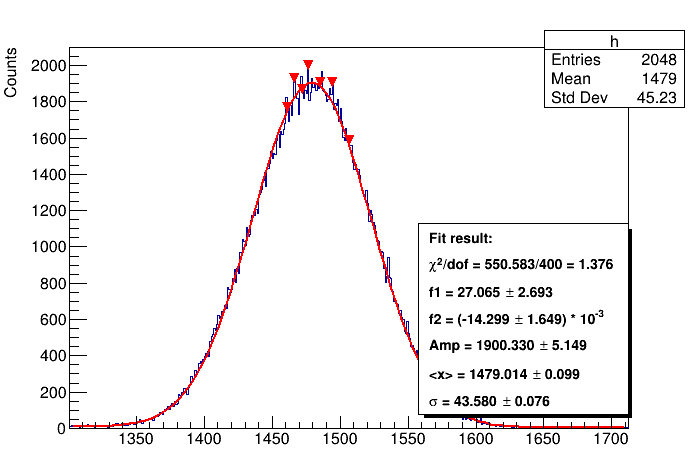 h
Entries 2048
Mean 1479
Std Dev 45.23
Counts
2000
1800
1600
1400
1200
1000
800
600
400
200
0
Fit result:
χ²/dof = 550.583/400 = 1.376
f1 = 27.065 ± 2.693
f2 = (-14.299 ± 1.649) * 10⁻³
Amp = 1900.330 ± 5.149
<x> = 1479.014 ± 0.099
σ = 43.580 ± 0.076
1350 1400 1450 1500 1550 1600 1650 1700